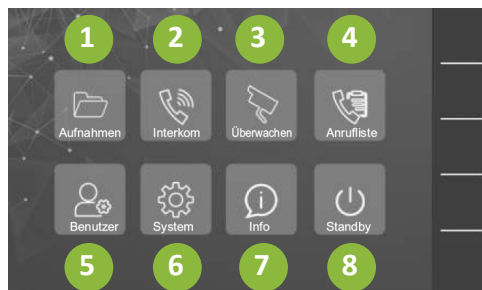 1 2 3 4
Aufnahmen Interkom Überwachen Anrufliste
Benutzer System Info Standby
5 6 7 8